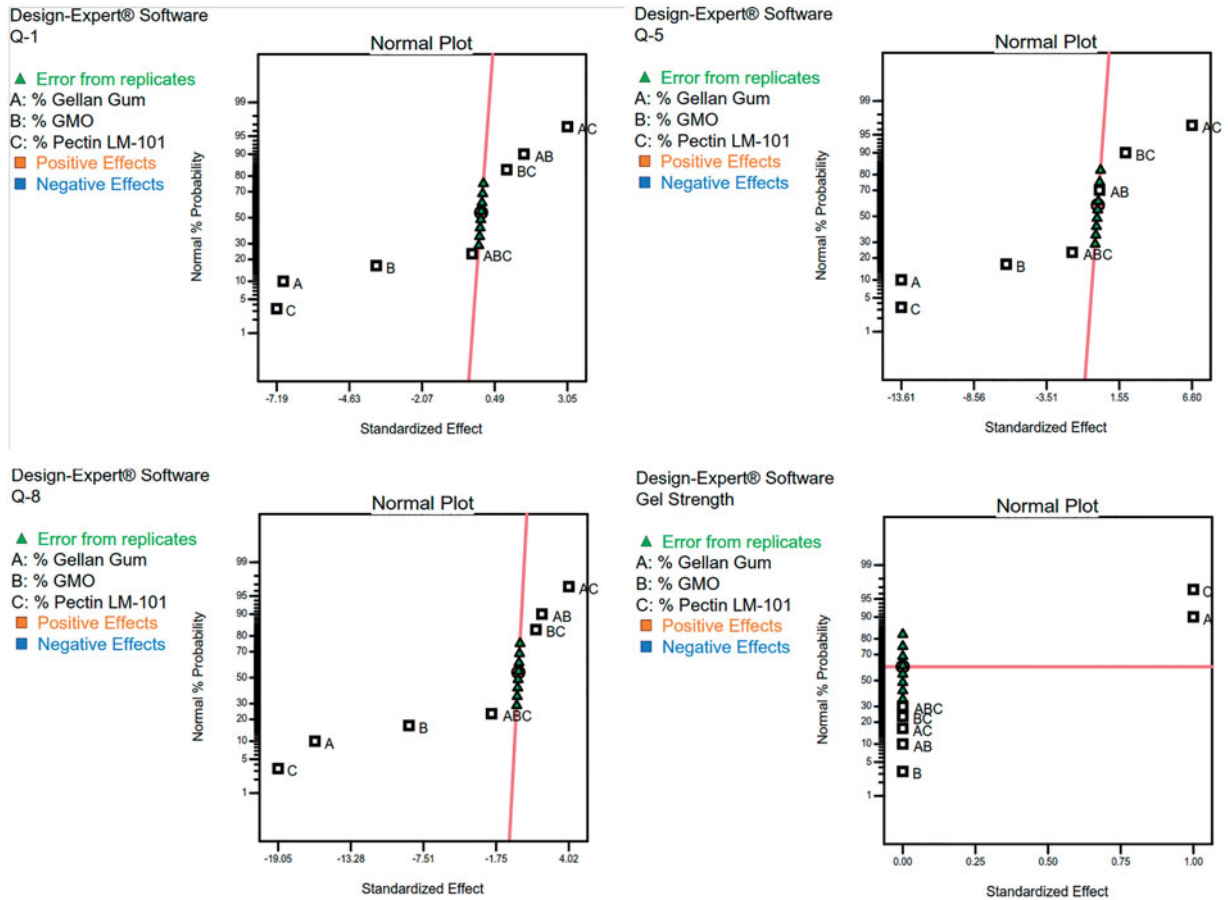 Design-Expert® Software
Q-1
Normal Plot
Error from replicates
A: % Gellan Gum
B: % GMO
C: % Pectin LM-101
Positive Effects
Negative Effects
Normal % Probability
99
95
90
80
70
50
30
20
10
5
1
AC
AB
BC
ABC
B
A
C
-7.19 -4.63 -2.07 0.49 3.05
Standardized Effect
Design-Expert® Software
Q-5
Normal Plot
Error from replicates
A: % Gellan Gum
B: % GMO
C: % Pectin LM-101
Positive Effects
Negative Effects
Normal % Probability
99
95
90
80
70
50
30
20
10
5
1
AC
BC
AB
ABC
B
A
C
-13.61 -8.56 -3.51 1.55 6.60
Standardized Effect
Design-Expert® Software
Q-8
Normal Plot
Error from replicates
A: % Gellan Gum
B: % GMO
C: % Pectin LM-101
Positive Effects
Negative Effects
Normal % Probability
99
95
90
80
70
50
30
20
10
5
1
AC
AB
BC
ABC
B
A
C
-19.05 -13.28 -7.51 -1.75 4.02
Standardized Effect
Design-Expert® Software
Gel Strength
Normal Plot
Error from replicates
A: % Gellan Gum
B: % GMO
C: % Pectin LM-101
Positive Effects
Negative Effects
Normal % Probability
99
95
90
80
70
50
30
20
10
5
1
C
A
ABC
BC
AC
AB
B
0.00 0.25 0.50 0.75 1.00
Standardized Effect